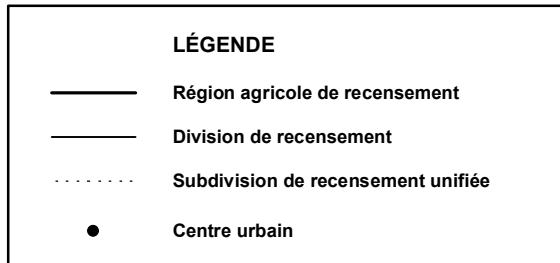 LÉGENDE
Région agricole de recensement
Division de recensement
Subdivision de recensement unifiée
Centre urbain